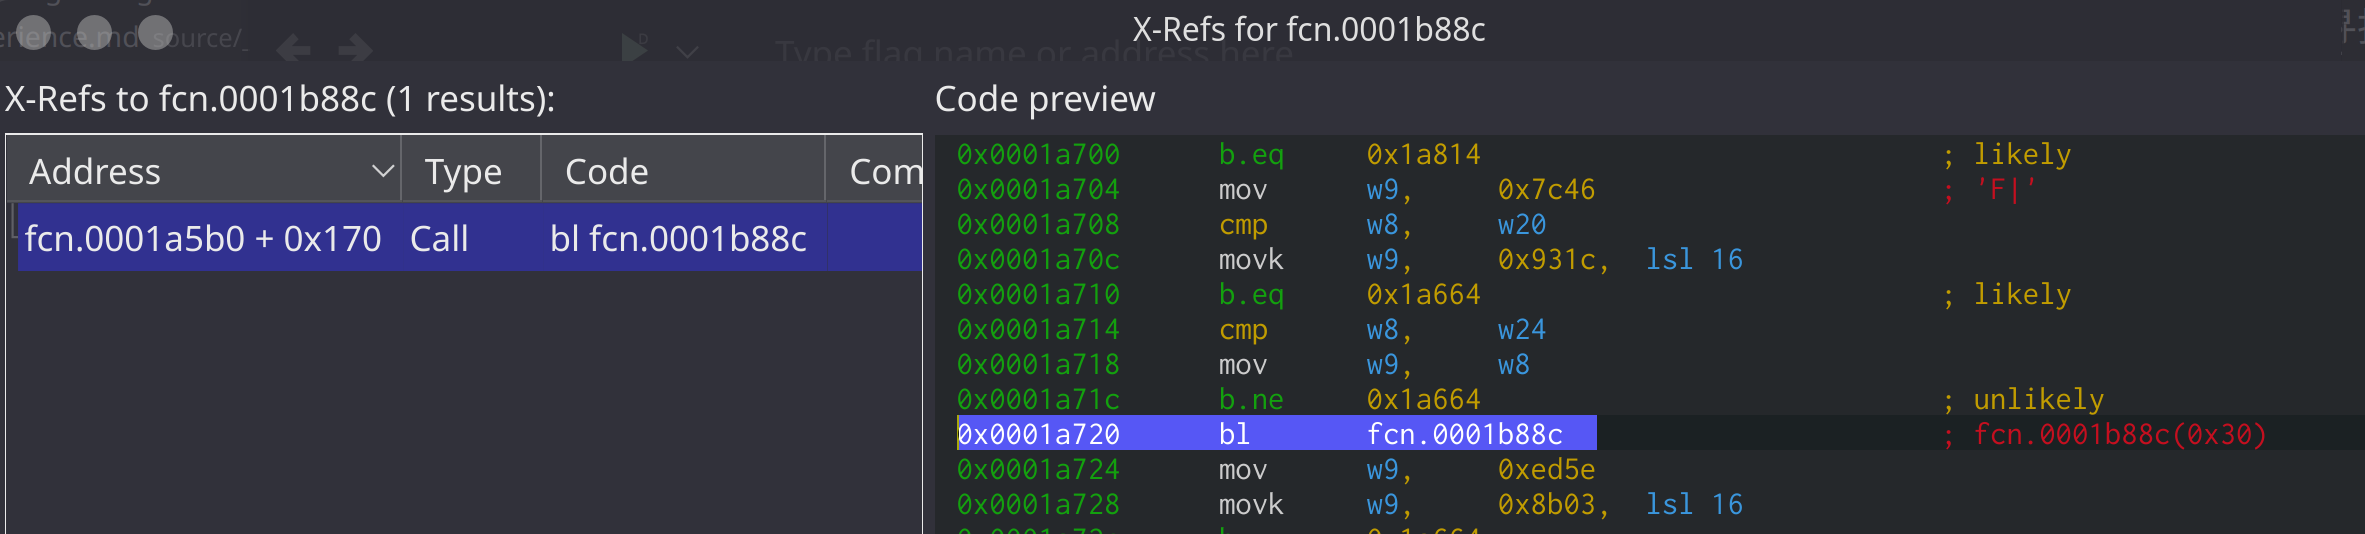 X-Refs for fcn.0001b88c
erience.md source/_
Type flag name or address here
X-Refs to fcn.0001b88c (1 results):
Address Type Code Com
fcn.0001a5b0 + 0x170 Call bl fcn.0001b88c
Code preview
0x0001a700 b.eq 0x1a814 ; likely
0x0001a704 mov w9, 0x7c46 ; 'F|'
0x0001a708 cmp w8, w20
0x0001a70c movk w9, 0x931c, lsl 16
0x0001a710 b.eq 0x1a664 ; likely
0x0001a714 cmp w8, w24
0x0001a718 mov w9, w8
0x0001a71c b.ne 0x1a664 ; unlikely
0x0001a720 bl fcn.0001b88c ; fcn.0001b88c(0x30)
0x0001a724 mov w9, 0xed5e
0x0001a728 movk w9, 0x8b03, lsl 16